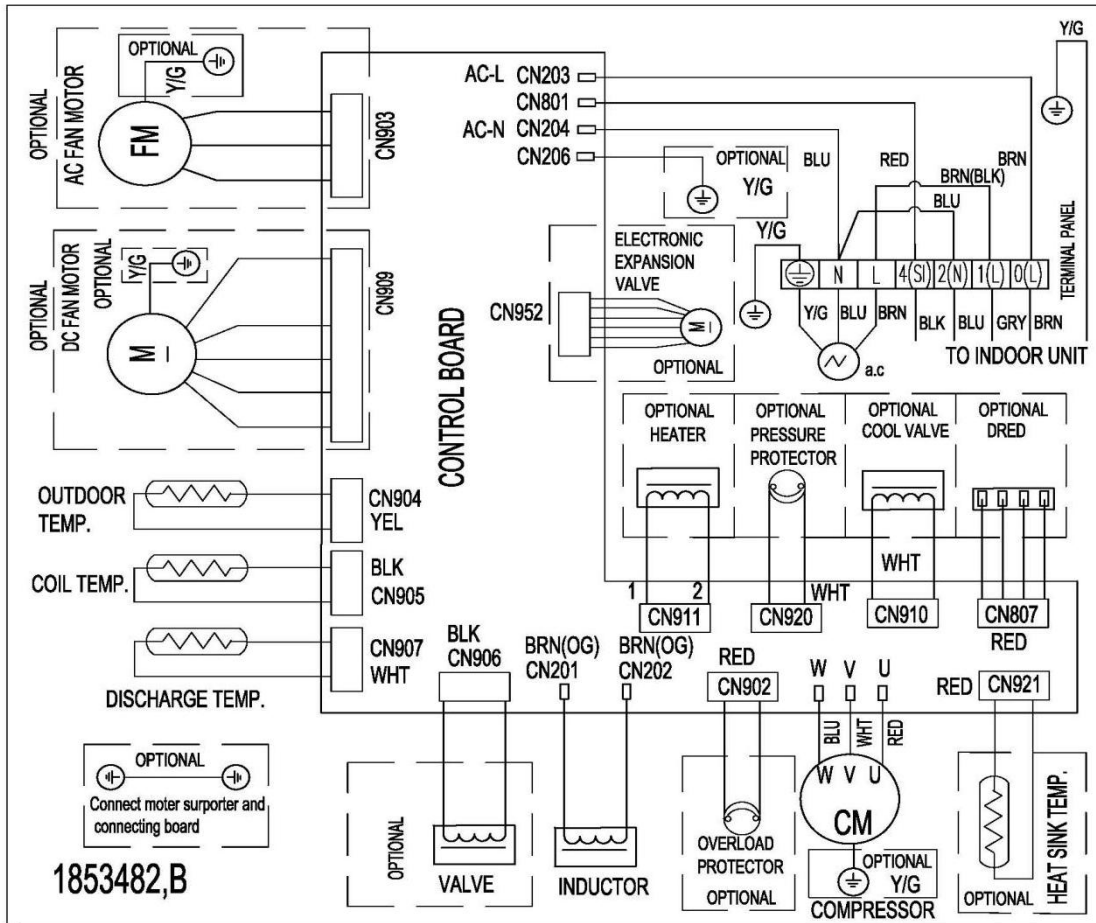 OPTIONAL
Y/G
OPTIONAL
AC FAN MOTOR
FM
CN903
OPTIONAL
DC FAN MOTOR
OPTIONAL
Y/G
M
CN909
OUTDOOR
TEMP.
CN904
YEL
COIL TEMP.
BLK
CN905
CN907
WHT
DISCHARGE TEMP.
OPTIONAL
Connect moter surporter and
connecting board
1853482,B
CONTROL BOARD
AC-L CN203
CN801
AC-N CN204
CN206
OPTIONAL
Y/G
BLU
RED
BRN
BRN(BLK)
BLU
Y/G
Y/G
TERMINAL PANEL
N L 4(SI) 2(N) 1(L) 0(L)
Y/G BLU BRN BLK BLU GRY BRN
a.c
TO INDOOR UNIT
ELECTRONIC
EXPANSION
VALVE
CN952
M
OPTIONAL
OPTIONAL
HEATER
OPTIONAL
PRESSURE
PROTECTOR
OPTIONAL
COOL VALVE
OPTIONAL
DRED
1 2
CN911
WHT
CN920
WHT
CN910
CN807
RED
BLK
CN906
BRN(OG)
CN201
BRN(OG)
CN202
RED
CN902
W V U
BLU WHT RED
W V U
CM
RED CN921
OPTIONAL
VALVE
INDUCTOR
OVERLOAD
PROTECTOR
OPTIONAL
OPTIONAL
Y/G
COMPRESSOR
HEAT SINK TEMP.
OPTIONAL